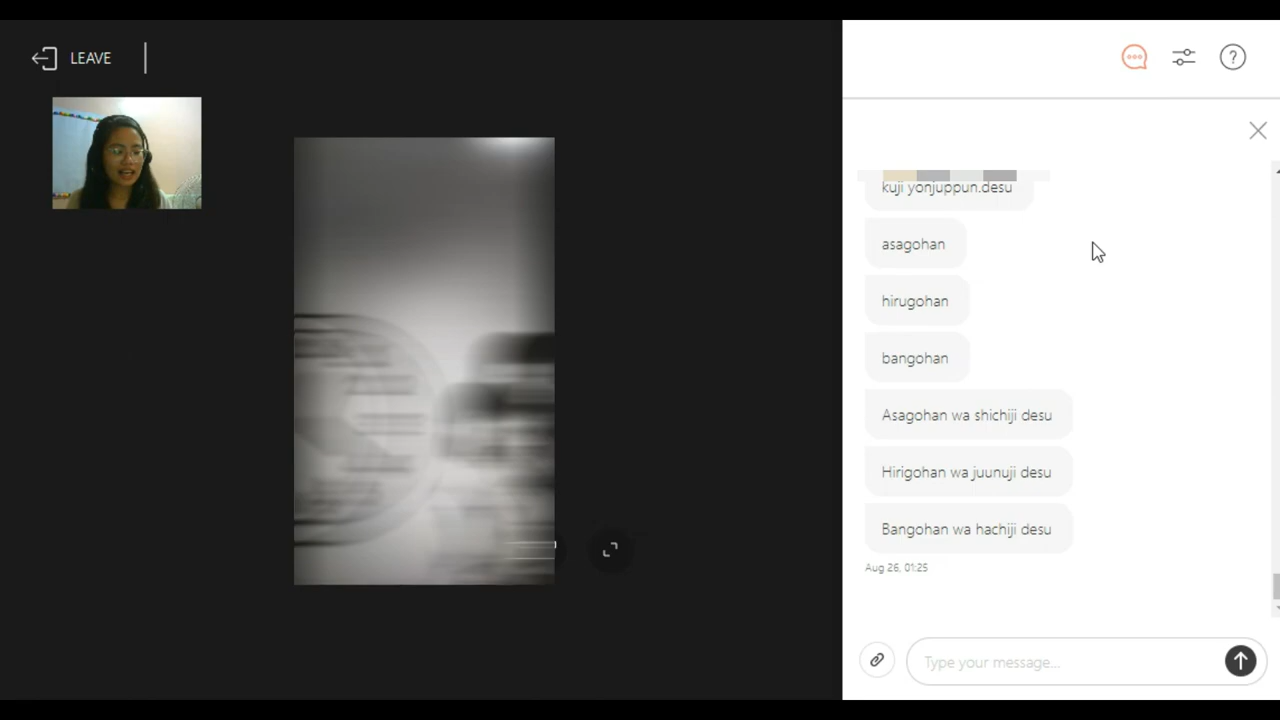 LEAVE
kuji yonjuppun.desu
asagohan
hirugohan
bangohan
Asagohan wa shichiji desu
Hirigohan wa juunuji desu
Bangohan wa hachiji desu
Aug 26, 01:25
Type your message...